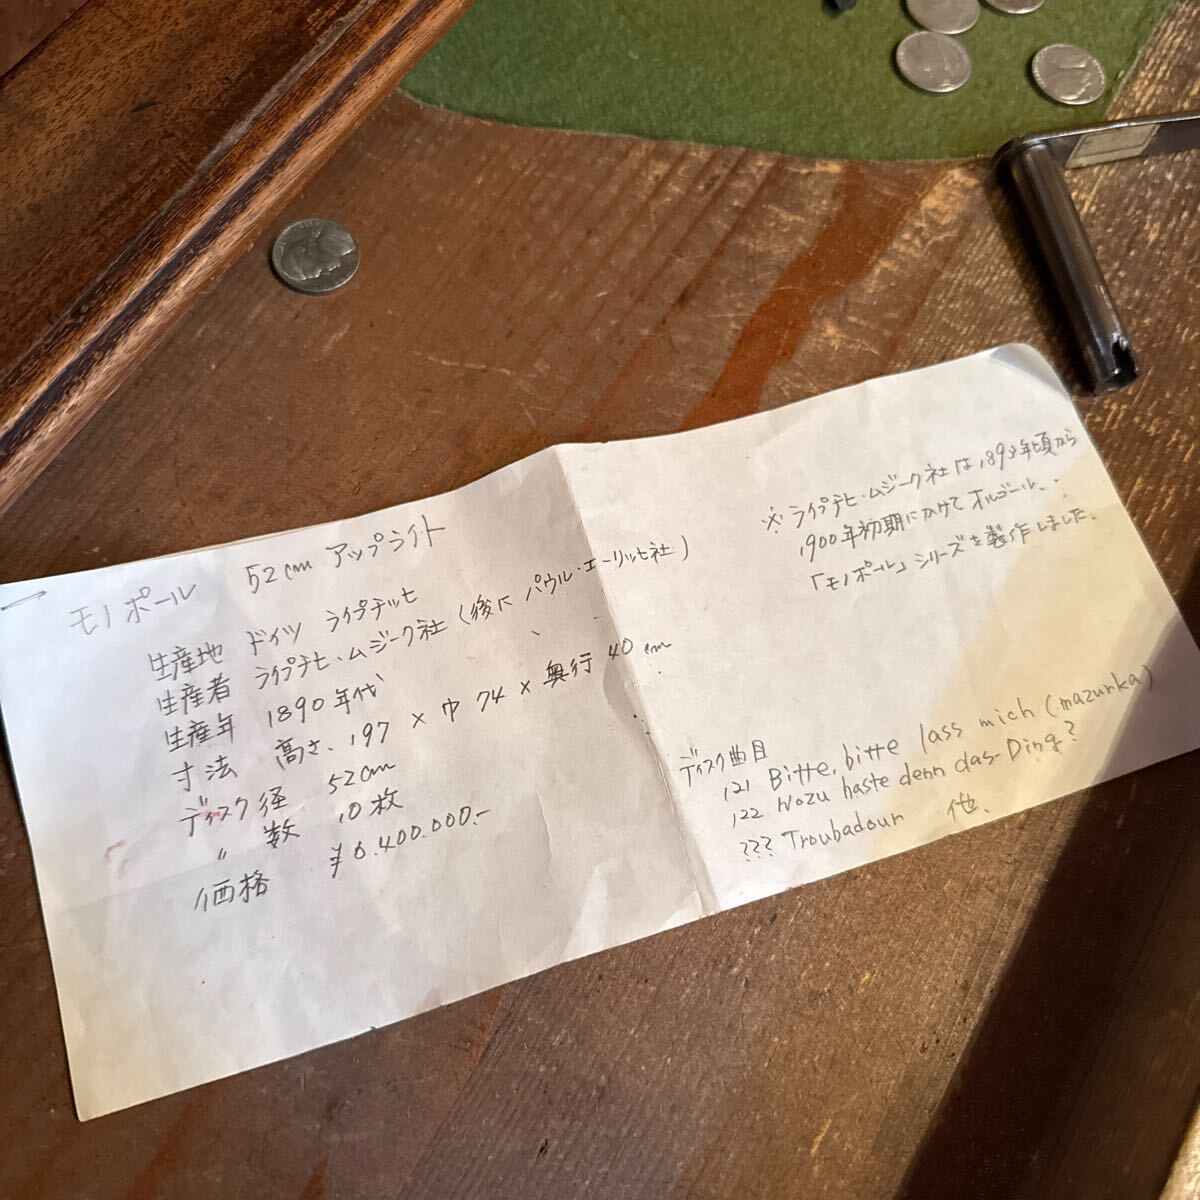 モノポール 52cm アップライト
生産地 ドイツ ライプチッヒ
生産者 ライプチヒ・ムジーク社 (後に パウル・エーリッヒ社)
生産年 1890年代
寸法 高さ、197 × 巾 74 × 奥行 40cm
ディスク径 52cm
〃 数 10枚
価格
※ライプチヒ・ムジーク社は、1893年頃から
1900年初期にかけてオルゴール、
「モノポール」シリーズを製作しました。
ディスク曲目
121 Bitte, bitte lass mich (mazurka)
122 Wozu haste denn das-Ding?
??? Troubadour 他、